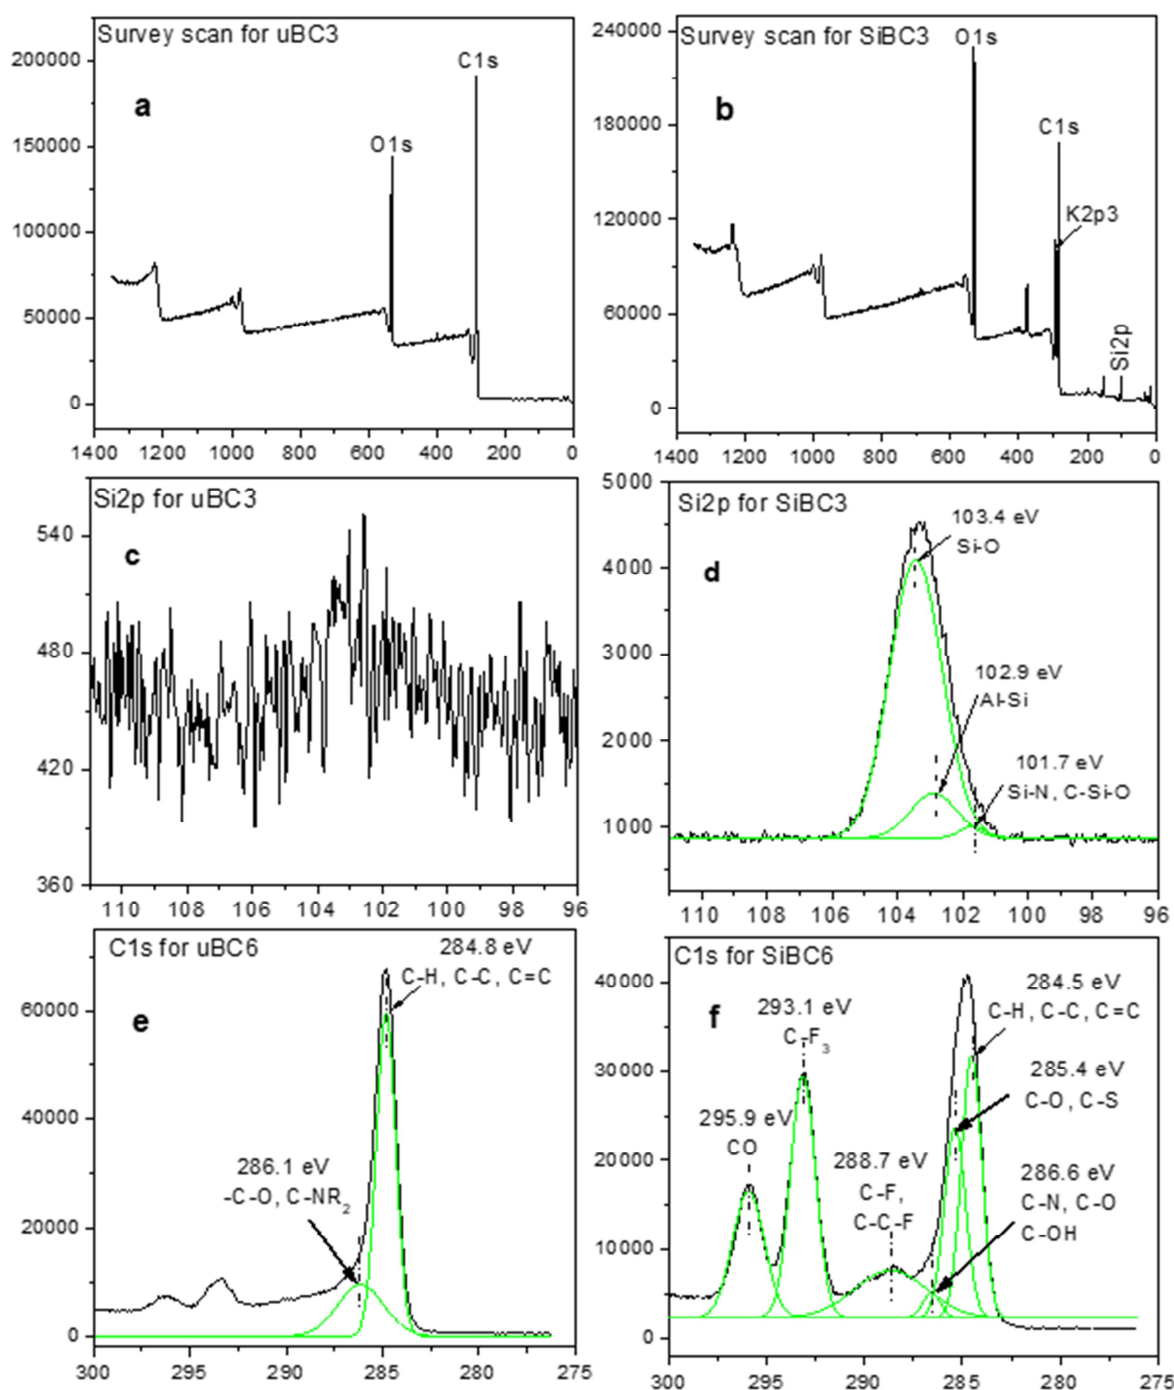 Survey scan for uBC3
a
C1s
O1s
200000
150000
100000
50000
0
1400 1200 1000 800 600 400 200 0
Survey scan for SiBC3
b
O1s
C1s
K2p3
Si2p
240000
180000
120000
60000
0
1400 1200 1000 800 600 400 200 0
Si2p for uBC3
c
540
480
420
360
110 108 106 104 102 100 98 96
Si2p for SiBC3
d
103.4 eV
Si-O
102.9 eV
Al-Si
101.7 eV
Si-N, C-Si-O
5000
4000
3000
2000
1000
110 108 106 104 102 100 98 96
C1s for uBC6
e
284.8 eV
C-H, C-C, C=C
286.1 eV
-C-O, C-NR2
60000
40000
20000
0
300 295 290 285 280 275
C1s for SiBC6
f
284.5 eV
C-H, C-C, C=C
293.1 eV
C-F3
285.4 eV
C-O, C-S
295.9 eV
CO
288.7 eV
C-F,
C-C-F
286.6 eV
C-N, C-O
C-OH
40000
30000
20000
10000
0
300 295 290 285 280 275